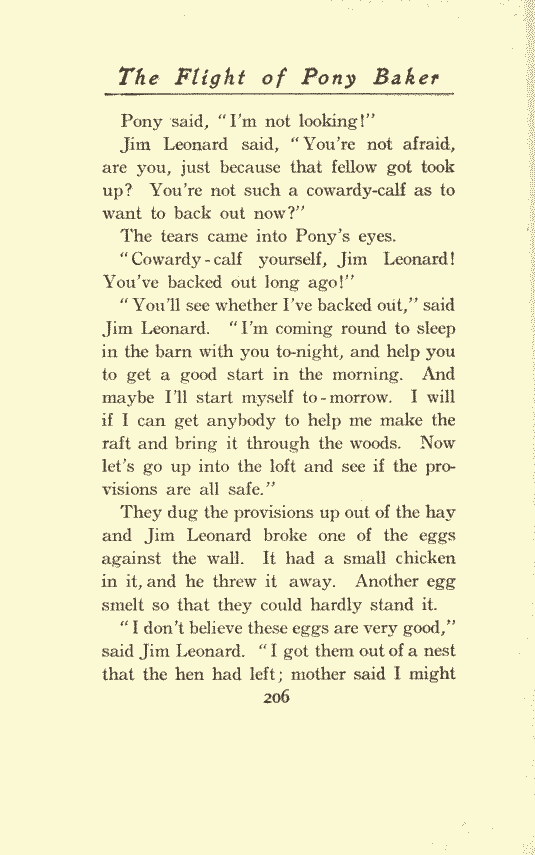 The Flight of Pony Baker
Pony said, "I'm not looking!"
Jim Leonard said, "You're not afraid,
are you, just because that fellow got took
up? You're not such a cowardy-calf as to
want to back out now?"
The tears came into Pony's eyes.
"Cowardy-calf yourself, Jim Leonard!
You've backed out long ago!"
"You'll see whether I've backed out," said
Jim Leonard. "I'm coming round to sleep
in the barn with you to-night, and help you
to get a good start in the morning. And
maybe I'll start myself to-morrow. I will
if I can get anybody to help me make the
raft and bring it through the woods. Now
let's go up into the loft and see if the pro-
visions are all safe."
They dug the provisions up out of the hay
and Jim Leonard broke one of the eggs
against the wall. It had a small chicken
in it, and he threw it away. Another egg
smelt so that they could hardly stand it.
"I don't believe these eggs are very good,"
said Jim Leonard. "I got them out of a nest
that the hen had left; mother said I might
206